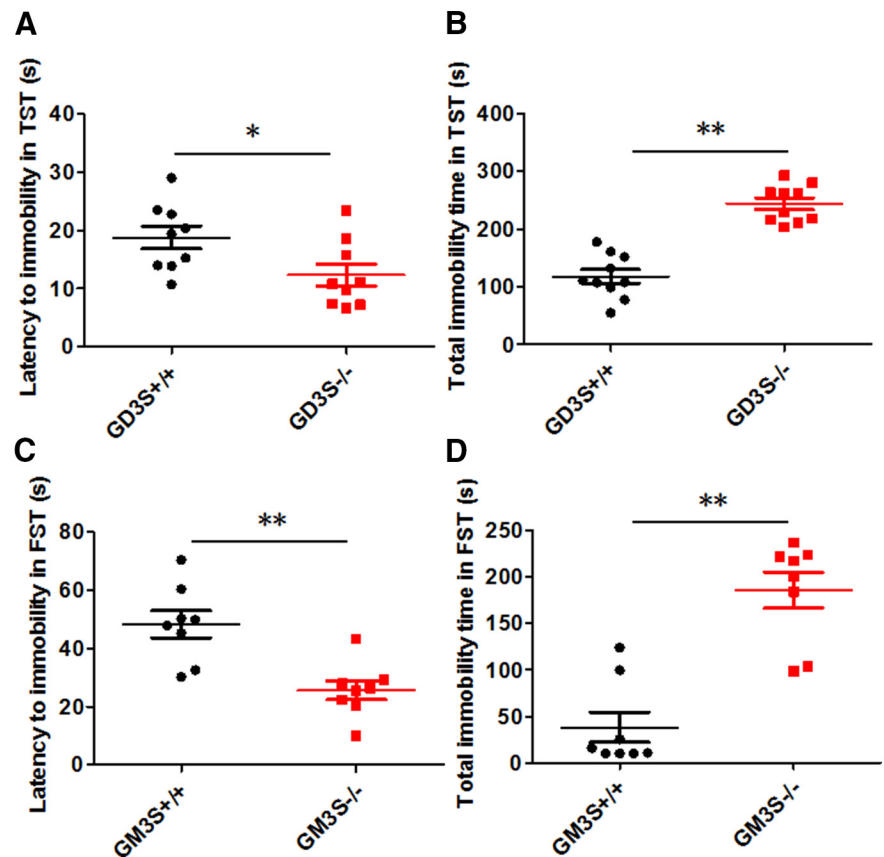 A
Latency to immobility in TST (s)
40
30
20
10
0
*
GD3S+/+
GD3S-/-
B
Total immobility time in TST (s)
400
300
200
100
0
**
GD3S+/+
GD3S-/-
C
Latency to immobility in FST (s)
80
60
40
20
0
**
GM3S+/+
GM3S-/-
D
Total immobility time in FST (s)
250
200
150
100
50
0
**
GM3S+/+
GM3S-/-